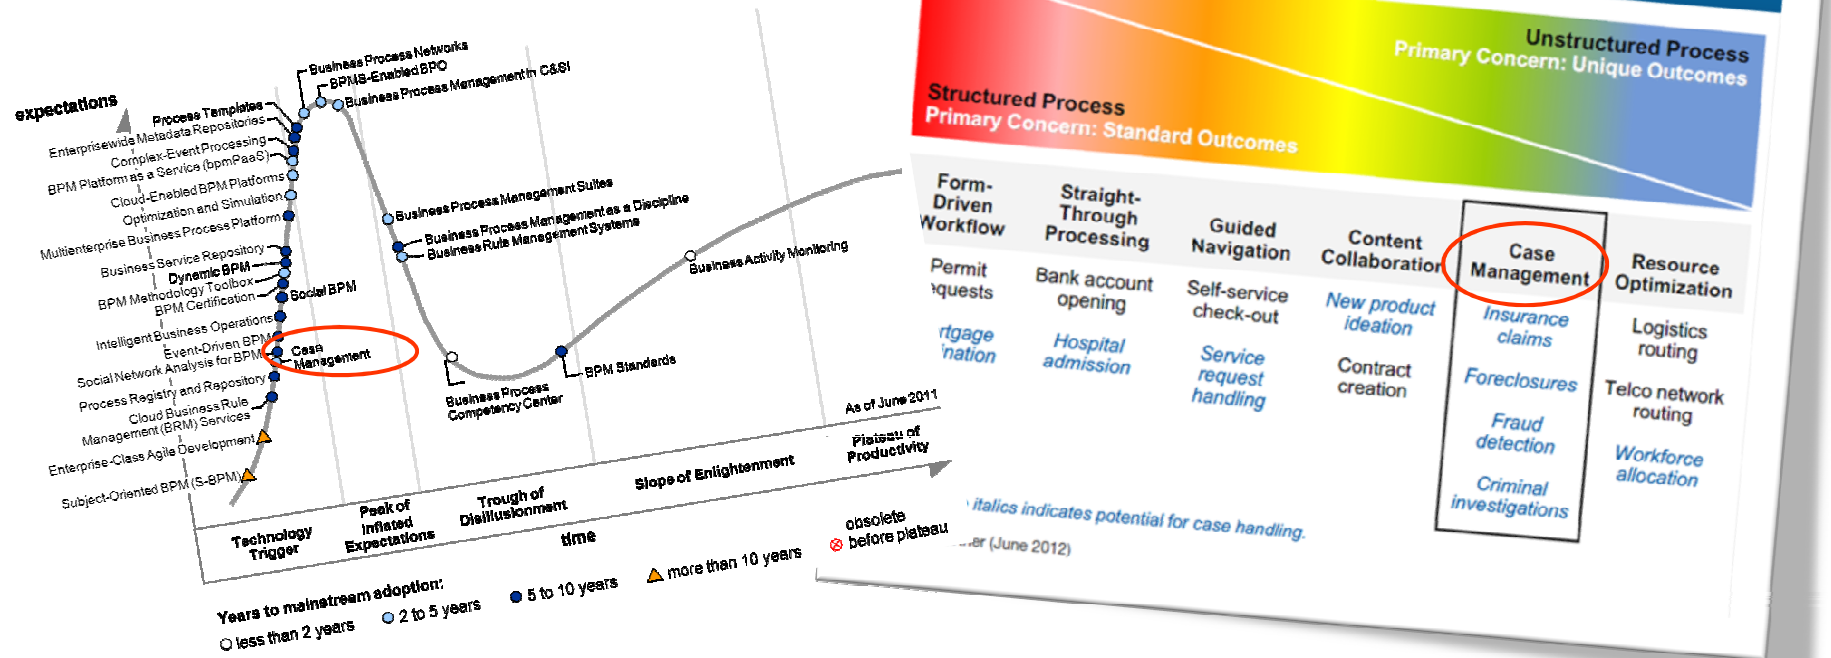 expectations
Business Process Networks
BPMS-Enabled BPO
Business Process Management in C&SI
Process Templates
Enterprisewide Metadata Repositories
Complex-Event Processing
BPM Platform as a Service (bpmPaaS)
Cloud-Enabled BPM Platforms
Optimization and Simulation
Multienterprise Business Process Platform
Business Service Repository
Dynamic BPM
BPM Methodology Toolbox
BPM Certification
Social BPM
Intelligent Business Operations
Event-Driven BPM
Case
Management
Social Network Analysis for BPM
Process Registry and Repository
Cloud Business Rule
Management (BRM) Services
Enterprise-Class Agile Development
Subject-Oriented BPM (S-BPM)
Business Process Management Suites
Business Process Management as a Discipline
Business Rule Management Systems
Business Activity Monitoring
Business Process
Competency Center
BPM Standards
As of June 2011
Technology
Trigger
Peak of
Inflated
Expectations
Trough of
Disillusionment
Slope of Enlightenment
Plateau of
Productivity
time
Years to mainstream adoption:
less than 2 years
2 to 5 years
5 to 10 years
more than 10 years
obsolete
before plateau
Unstructured Process
Primary Concern: Unique Outcomes
Structured Process
Primary Concern: Standard Outcomes
Form-
Driven
Workflow
Permit
Straight-
Through
Processing
Bank account
opening
Hospital
admission
Guided
Navigation
Self-service
check-out
Service
request
handling
Content
Collaboration
New product
ideation
Contract
creation
Case
Management
Insurance
claims
Foreclosures
Fraud
detection
Criminal
investigations
Resource
Optimization
Logistics
routing
Telco network
routing
Workforce
allocation
italics indicates potential for case handling.
(June 2012)